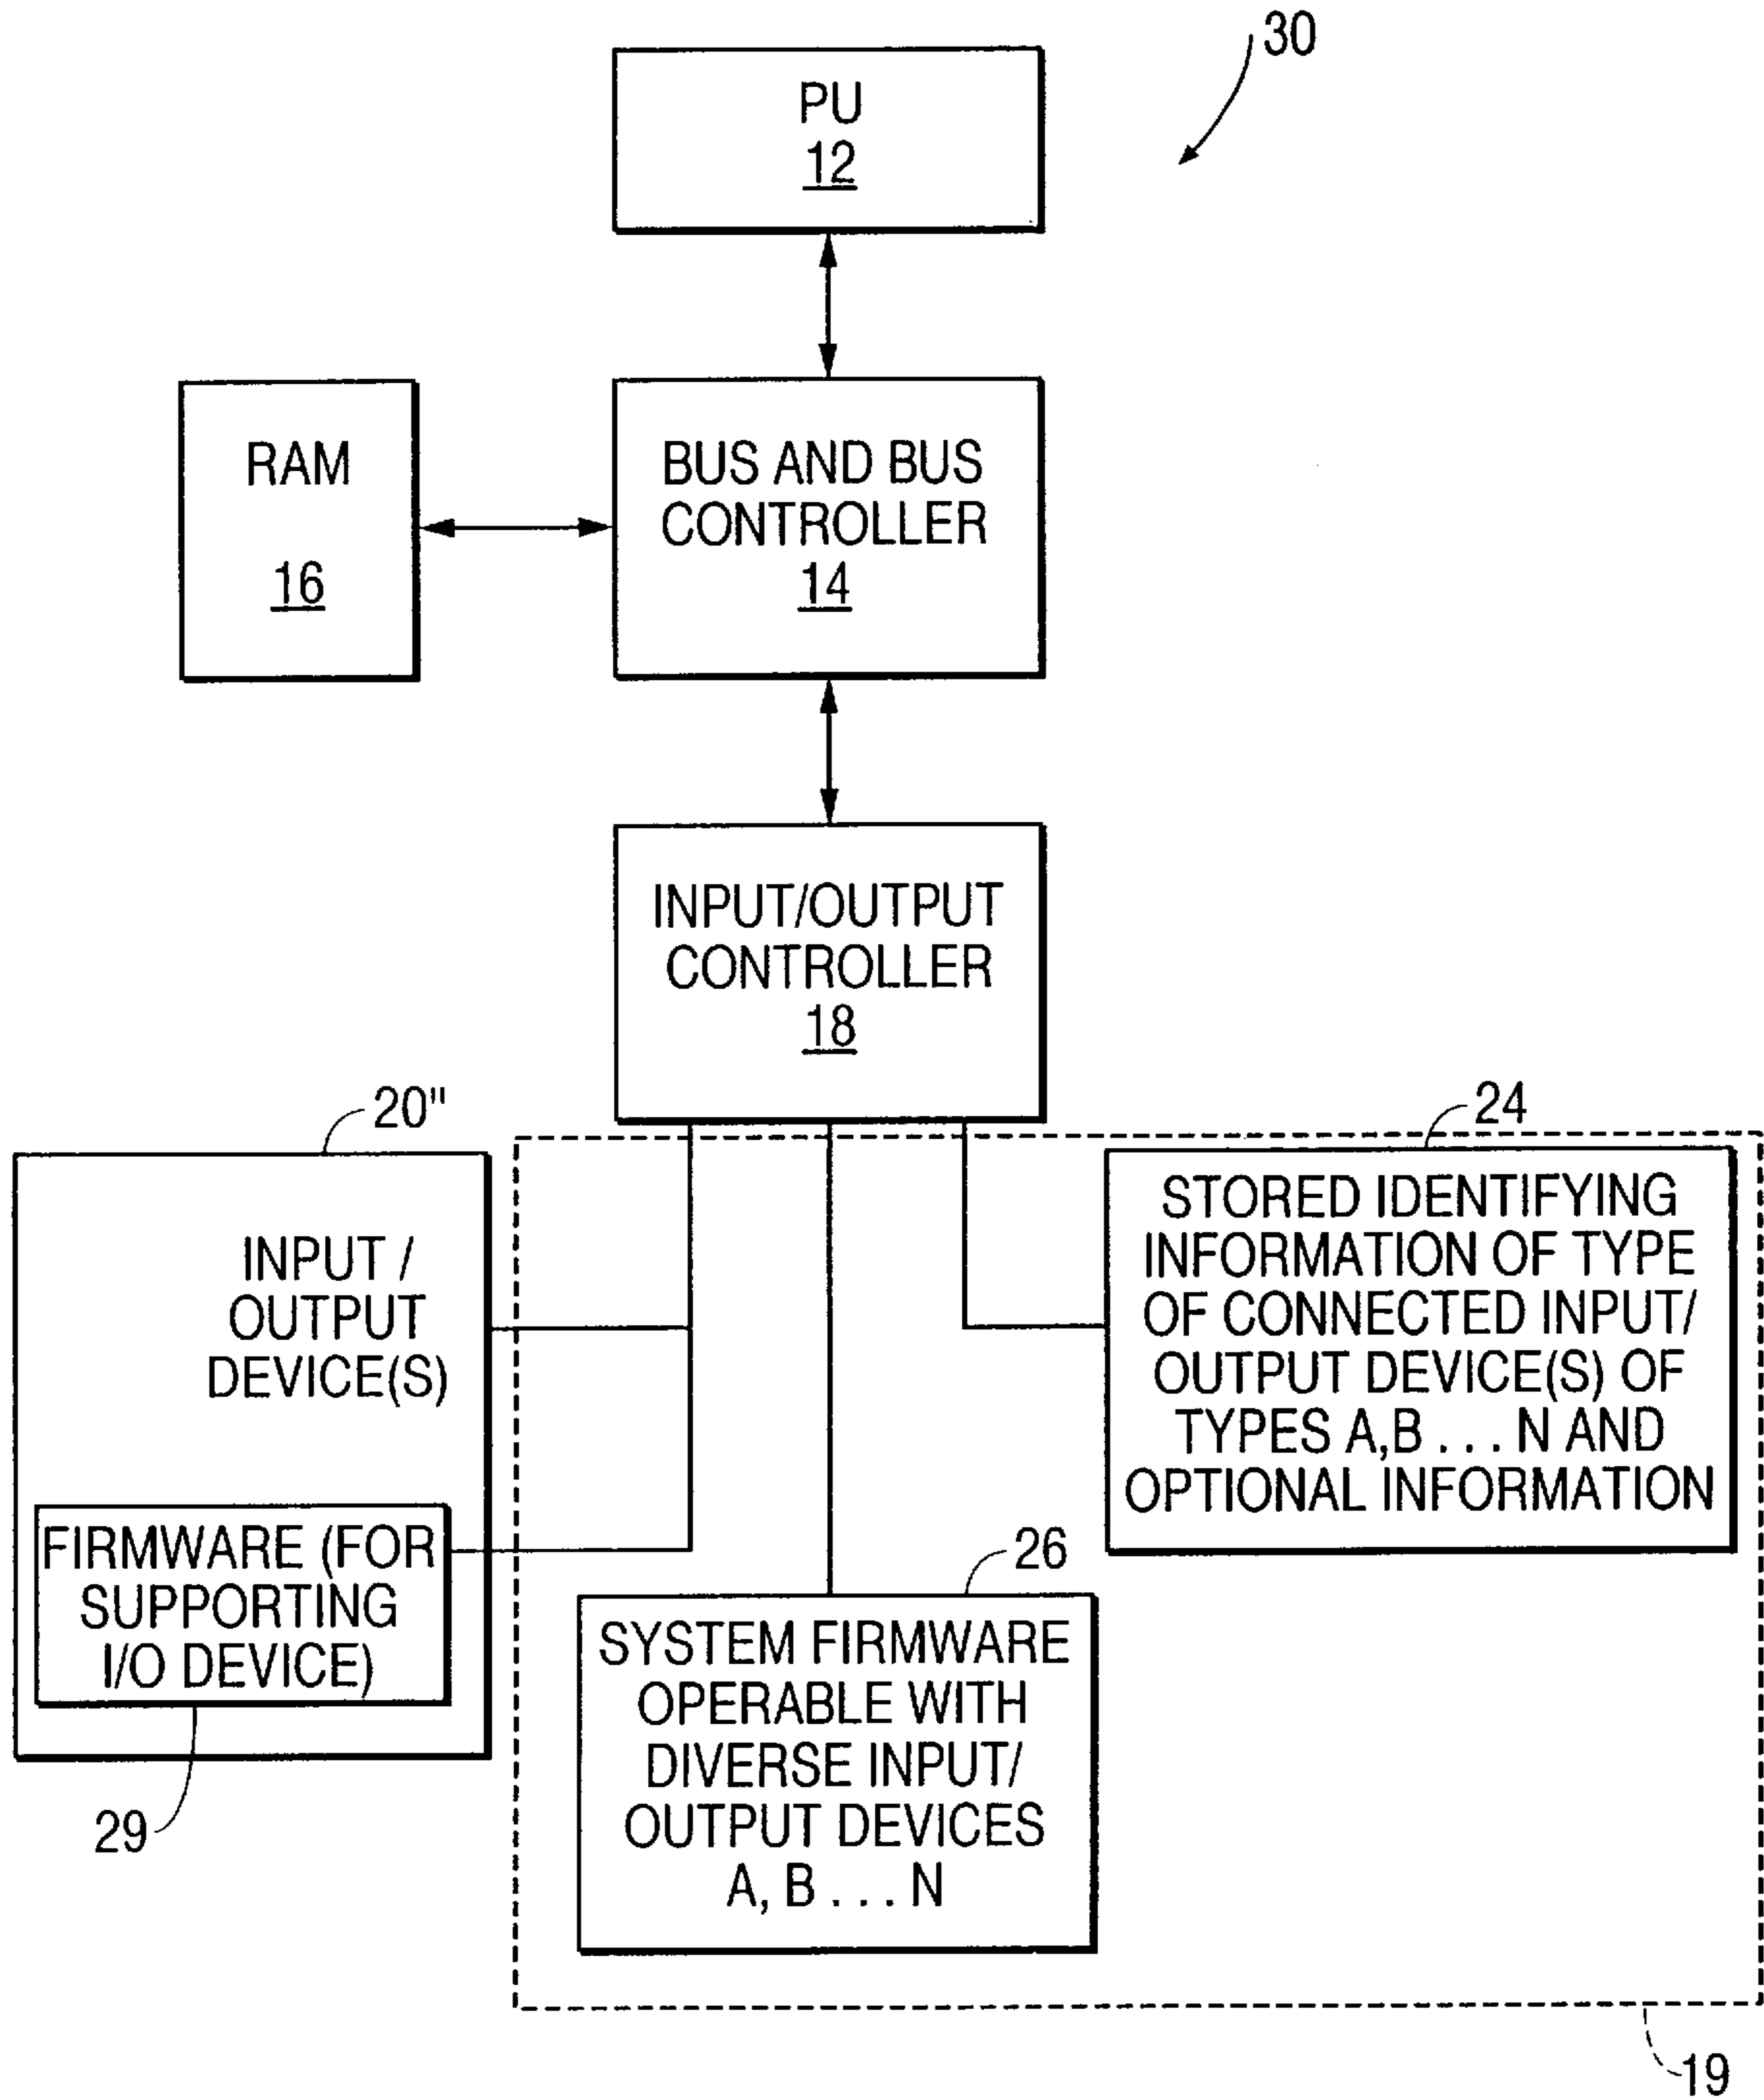 30
PU
12
RAM
16
BUS AND BUS
CONTROLLER
14
INPUT/OUTPUT
CONTROLLER
18
20"
INPUT /
OUTPUT
DEVICE(S)
FIRMWARE (FOR
SUPPORTING
I/O DEVICE)
29
24
STORED IDENTIFYING
INFORMATION OF TYPE
OF CONNECTED INPUT/
OUTPUT DEVICE(S) OF
TYPES A,B . . . N AND
OPTIONAL INFORMATION
26
SYSTEM FIRMWARE
OPERABLE WITH
DIVERSE INPUT/
OUTPUT DEVICES
A, B . . . N
19